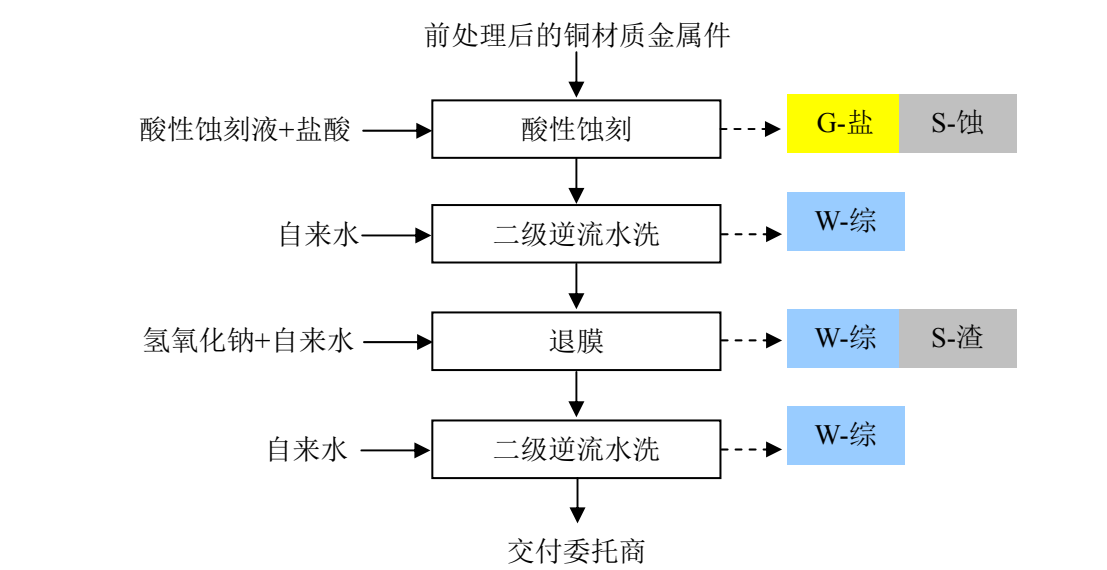 前处理后的铜材质金属件
酸性蚀刻液+盐酸
酸性蚀刻
G-盐
S-蚀
自来水
二级逆流水洗
W-综
氢氧化钠+自来水
退膜
W-综
S-渣
自来水
二级逆流水洗
W-综
交付委托商